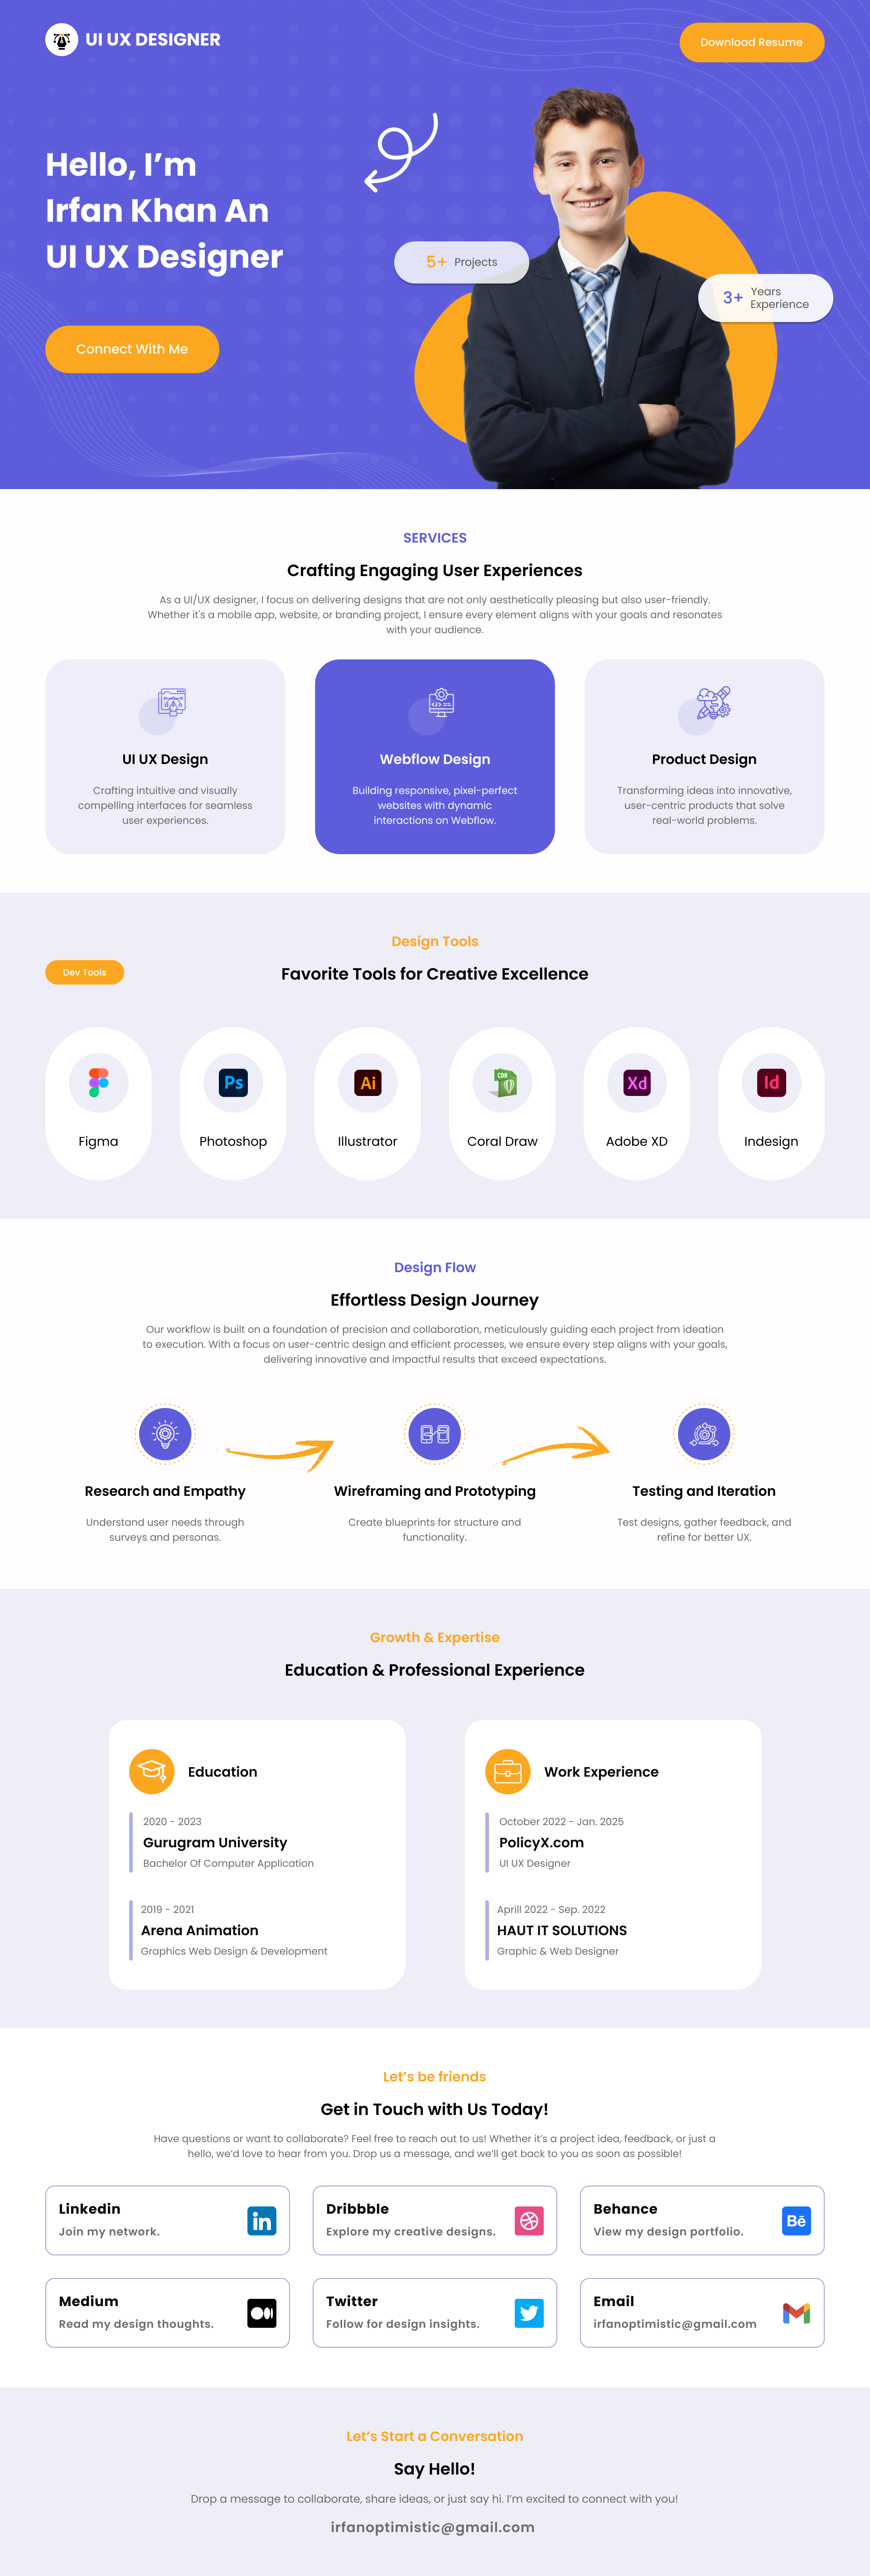 UI UX DESIGNER
Download Resume
Hello, I’m
Irfan Khan An
UI UX Designer
5+ Projects
3+ Years
Experience
Connect With Me
SERVICES
Crafting Engaging User Experiences
As a UI/UX designer, I focus on delivering designs that are not only aesthetically pleasing but also user-friendly.
Whether it's a mobile app, website, or branding project, I ensure every element aligns with your goals and resonates
with your audience.
UI UX Design
Crafting intuitive and visually
compelling interfaces for seamless
user experiences.
Webflow Design
Building responsive, pixel-perfect
websites with dynamic
interactions on Webflow.
Product Design
Transforming ideas into innovative,
user-centric products that solve
real-world problems.
Design Tools
Dev Tools
Favorite Tools for Creative Excellence
Figma
Ps
Photoshop
Ai
Illustrator
CDR
Coral Draw
Xd
Adobe XD
Id
Indesign
Design Flow
Effortless Design Journey
Our workflow is built on a foundation of precision and collaboration, meticulously guiding each project from ideation
to execution. With a focus on user-centric design and efficient processes, we ensure every step aligns with your goals,
delivering innovative and impactful results that exceed expectations.
Research and Empathy
Understand user needs through
surveys and personas.
Wireframing and Prototyping
Create blueprints for structure and
functionality.
Testing and Iteration
Test designs, gather feedback, and
refine for better UX.
Growth & Expertise
Education & Professional Experience
Education
2020 - 2023
Gurugram University
Bachelor Of Computer Application
2019 - 2021
Arena Animation
Graphics Web Design & Development
Work Experience
October 2022 - Jan. 2025
PolicyX.com
UI UX Designer
Aprill 2022 - Sep. 2022
HAUT IT SOLUTIONS
Graphic & Web Designer
Let’s be friends
Get in Touch with Us Today!
Have questions or want to collaborate? Feel free to reach out to us! Whether it’s a project idea, feedback, or just a
hello, we’d love to hear from you. Drop us a message, and we’ll get back to you as soon as possible!
Linkedin
Join my network.
in
Dribbble
Explore my creative designs.
Behance
View my design portfolio.
Bē
Medium
Read my design thoughts.
Twitter
Follow for design insights.
Email
irfanoptimistic@gmail.com
Let’s Start a Conversation
Say Hello!
Drop a message to collaborate, share ideas, or just say hi. I’m excited to connect with you!
irfanoptimistic@gmail.com